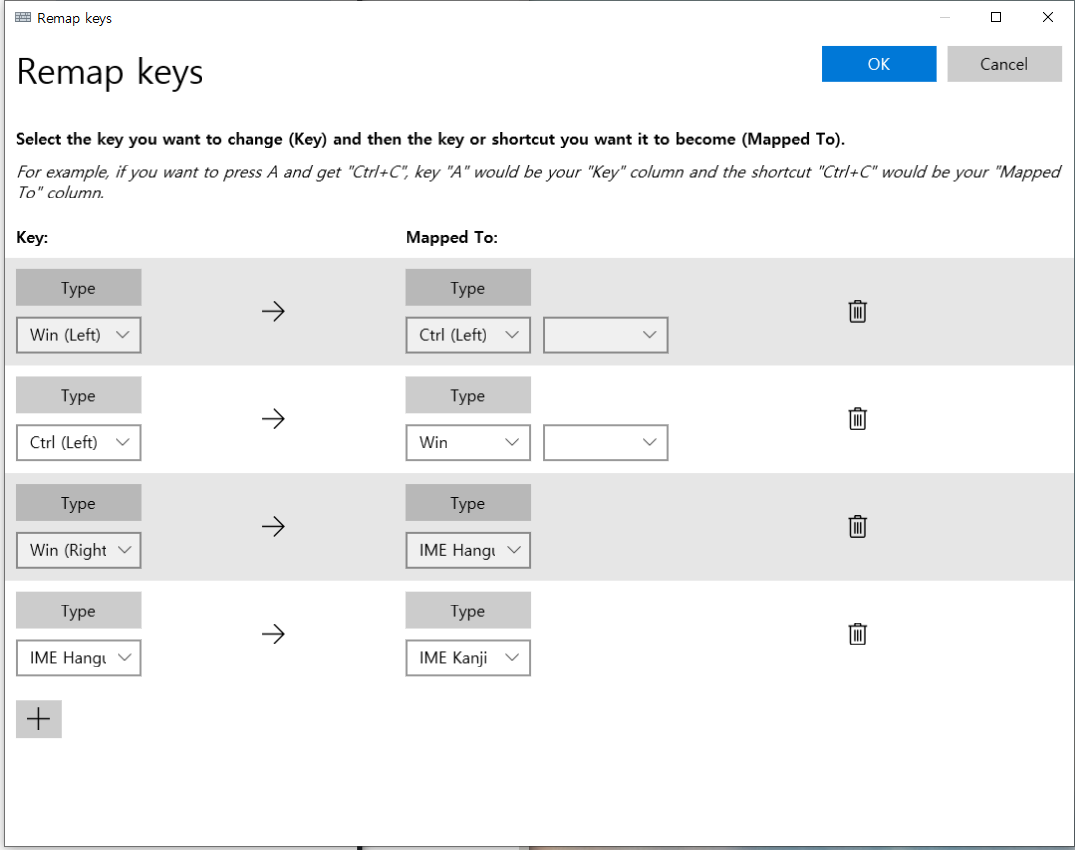 Remap keys
Remap keys
OK
Cancel
Select the key you want to change (Key) and then the key or shortcut you want it to become (Mapped To).
For example, if you want to press A and get "Ctrl+C", key "A" would be your "Key" column and the shortcut "Ctrl+C" would be your "Mapped
To" column.
Key:
Mapped To:
Type
Type
Win (Left)
Ctrl (Left)
Type
Type
Ctrl (Left)
Win
Type
Type
Win (Right
IME Hangu
Type
Type
IME Hangu
IME Kanji